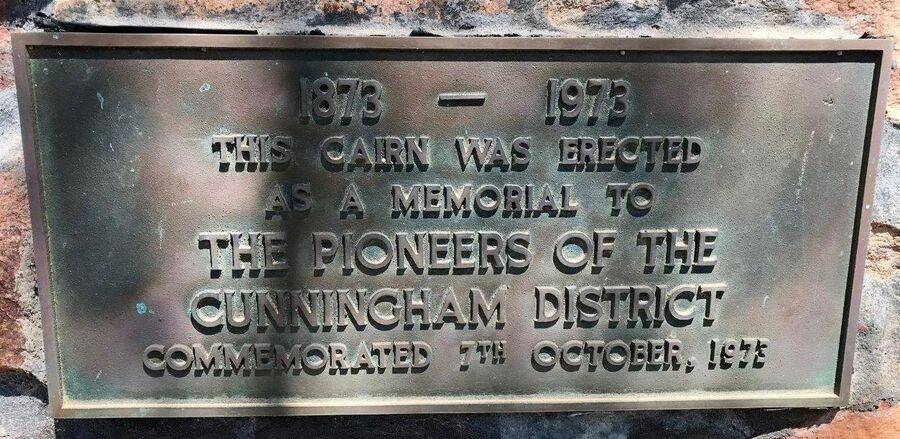 1873 — 1973
THIS CAIRN WAS ERECTED
AS A MEMORIAL TO
THE PIONEERS OF THE
CUNNINGHAM DISTRICT
COMMEMORATED 7TH OCTOBER, 1973